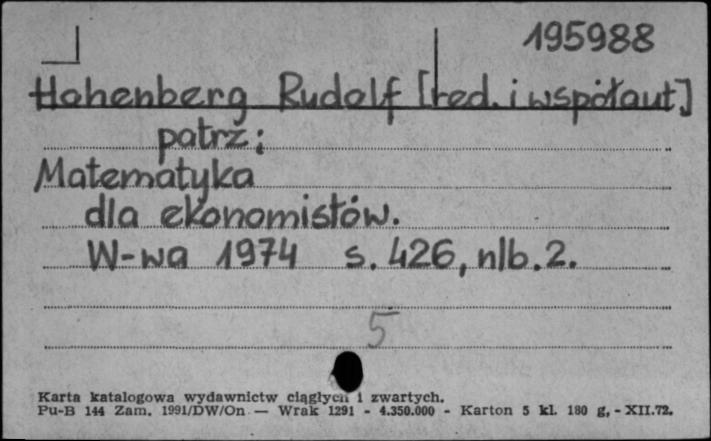 195988
Hohenberg Rudolf [red. i współaut]
patrz:
Matematyka
dla ekonomistów.
W-wa 1974 s. 426, nlb. 2.
5
Karta katalogowa wydawnictw ciągłych i zwartych.
Pu-B 144 Zam. 1991/DW/On — Wrak 1291 - 4.350.000 - Karton 5 kl. 180 g, - XII.72.